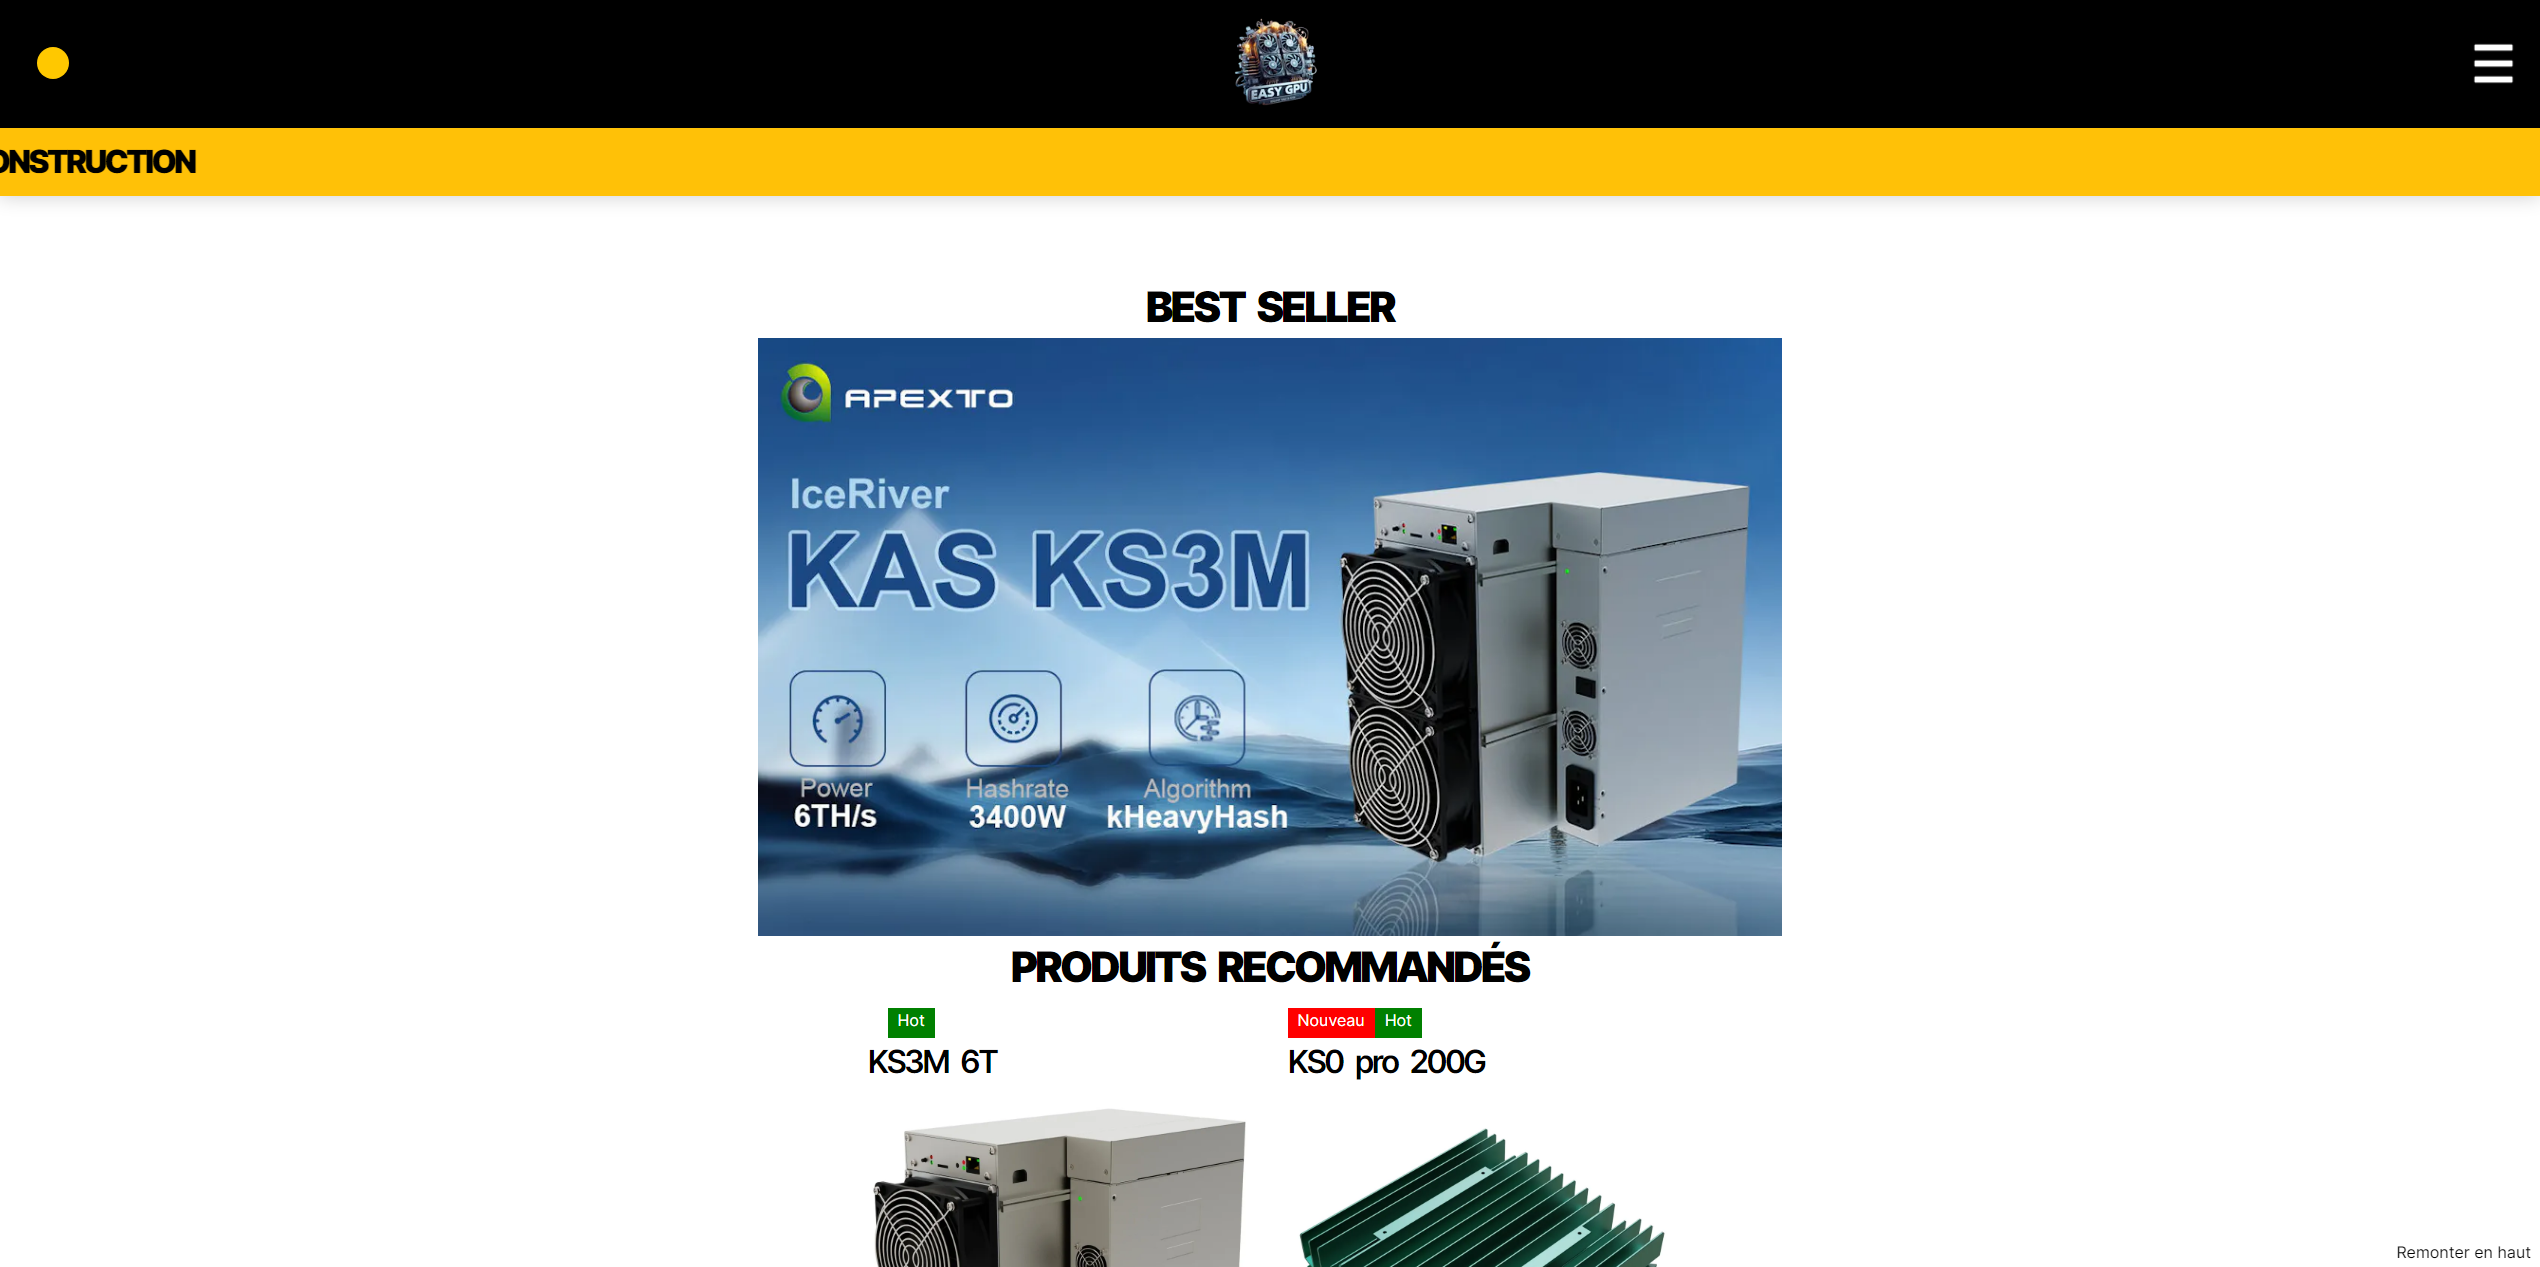 EASY GPU
ONSTRUCTION
BEST SELLER
APEXTO
IceRiver
KAS KS3M
Power
6TH/s
Hashrate
3400W
Algorithm
kHeavyHash
PRODUITS RECOMMANDÉS
Hot
KS3M 6T
Nouveau
Hot
KS0 pro 200G
Remonter en haut